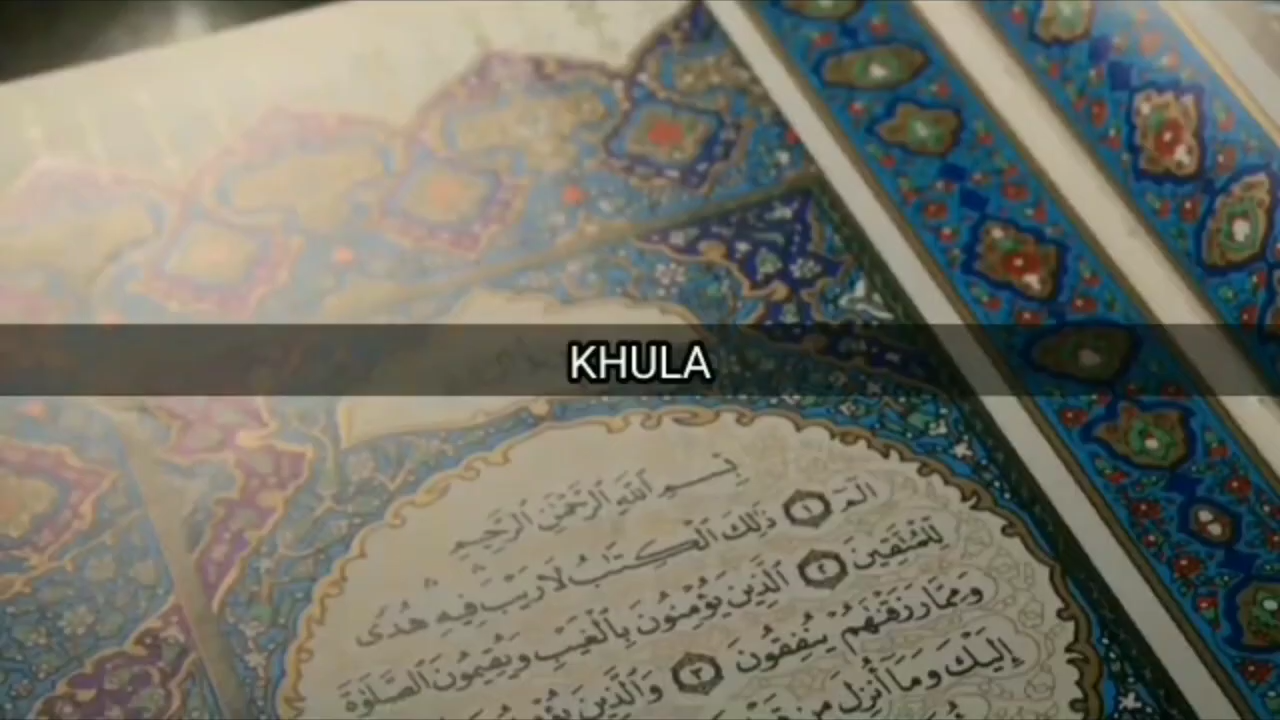 KHULA
بِسْمِ ٱللَّهِ ٱلرَّحْمَٰنِ ٱلرَّحِيمِ
الٓمٓ ١ ذَٰلِكَ ٱلْكِتَٰبُ لَا رَيْبَ فِيهِ هُدًى
لِّلْمُتَّقِينَ ٢ ٱلَّذِينَ يُؤْمِنُونَ بِٱلْغَيْبِ وَيُقِيمُونَ ٱلصَّلَوٰةَ
وَمِمَّا رَزَقْنَٰهُمْ يُنفِقُونَ ٣ وَٱلَّذِينَ
إِلَيْكَ وَمَآ أُنزِلَ مِن